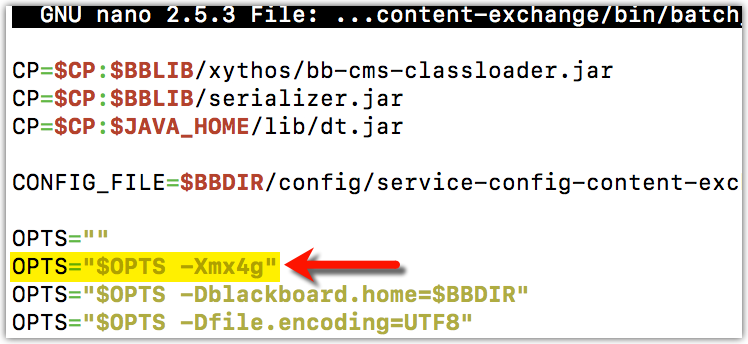 GNU nano 2.5.3 File: ...content-exchange/bin/batch_
CP=$CP:$BBLIB/xythos/bb-cms-classloader.jar
CP=$CP:$BBLIB/serializer.jar
CP=$CP:$JAVA_HOME/lib/dt.jar
CONFIG_FILE=$BBDIR/config/service-config-content-exc
OPTS=""
OPTS="$OPTS -Xmx4g"
OPTS="$OPTS -Dblackboard.home=$BBDIR"
OPTS="$OPTS -Dfile.encoding=UTF8"